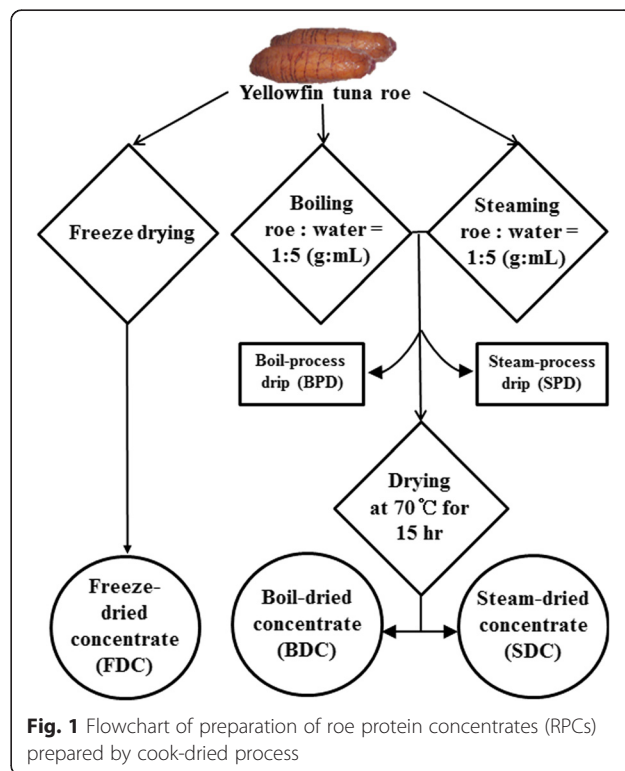 Yellowfin tuna roe
Freeze drying
Boiling
roe : water =
1:5 (g:mL)
Steaming
roe : water =
1:5 (g:mL)
Boil-process
drip (BPD)
Steam-process
drip (SPD)
Drying
at 70℃ for
15 hr
Freeze-
dried
concentrate
(FDC)
Boil-dried
concentrate
(BDC)
Steam-dried
concentrate
(SDC)
Fig. 1 Flowchart of preparation of roe protein concentrates (RPCs)
prepared by cook-dried process